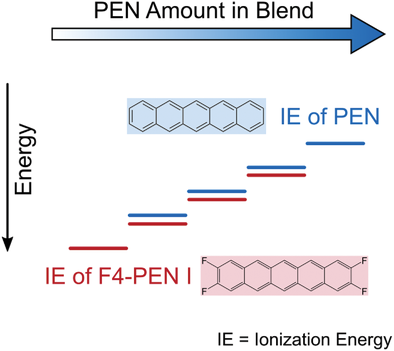 PEN Amount in Blend
Energy
IE of PEN
IE of F4-PEN I
F
F
F
F
IE = Ionization Energy